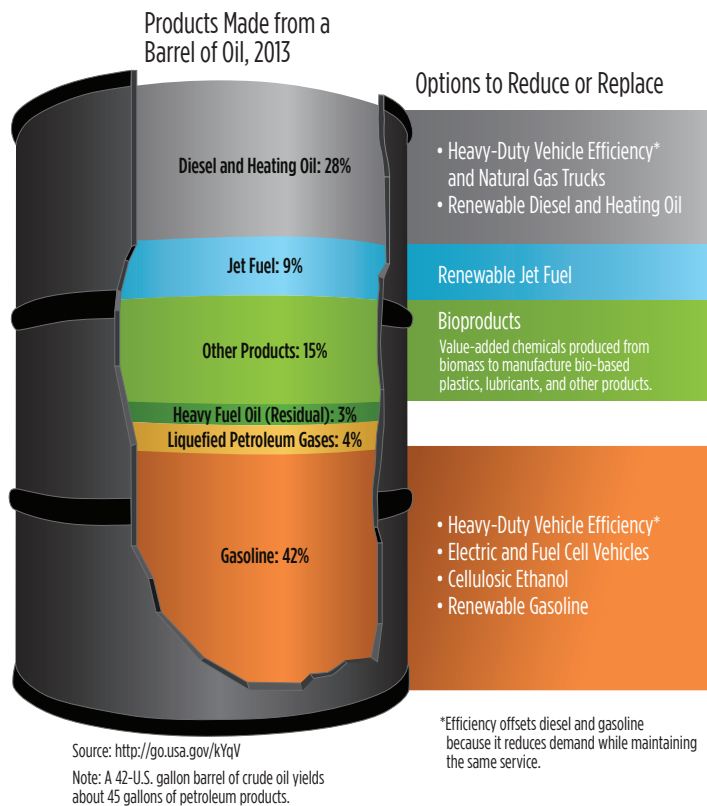 Products Made from a
Barrel of Oil, 2013
Options to Reduce or Replace
Diesel and Heating Oil: 28%
• Heavy-Duty Vehicle Efficiency*
and Natural Gas Trucks
• Renewable Diesel and Heating Oil
Jet Fuel: 9%
Renewable Jet Fuel
Other Products: 15%
Bioproducts
Value-added chemicals produced from
biomass to manufacture bio-based
plastics, lubricants, and other products.
Heavy Fuel Oil (Residual): 3%
Liquefied Petroleum Gases: 4%
Gasoline: 42%
• Heavy-Duty Vehicle Efficiency*
• Electric and Fuel Cell Vehicles
• Cellulosic Ethanol
• Renewable Gasoline
*Efficiency offsets diesel and gasoline
because it reduces demand while maintaining
the same service.
Source: http://go.usa.gov/kYqV
Note: A 42-U.S. gallon barrel of crude oil yields
about 45 gallons of petroleum products.